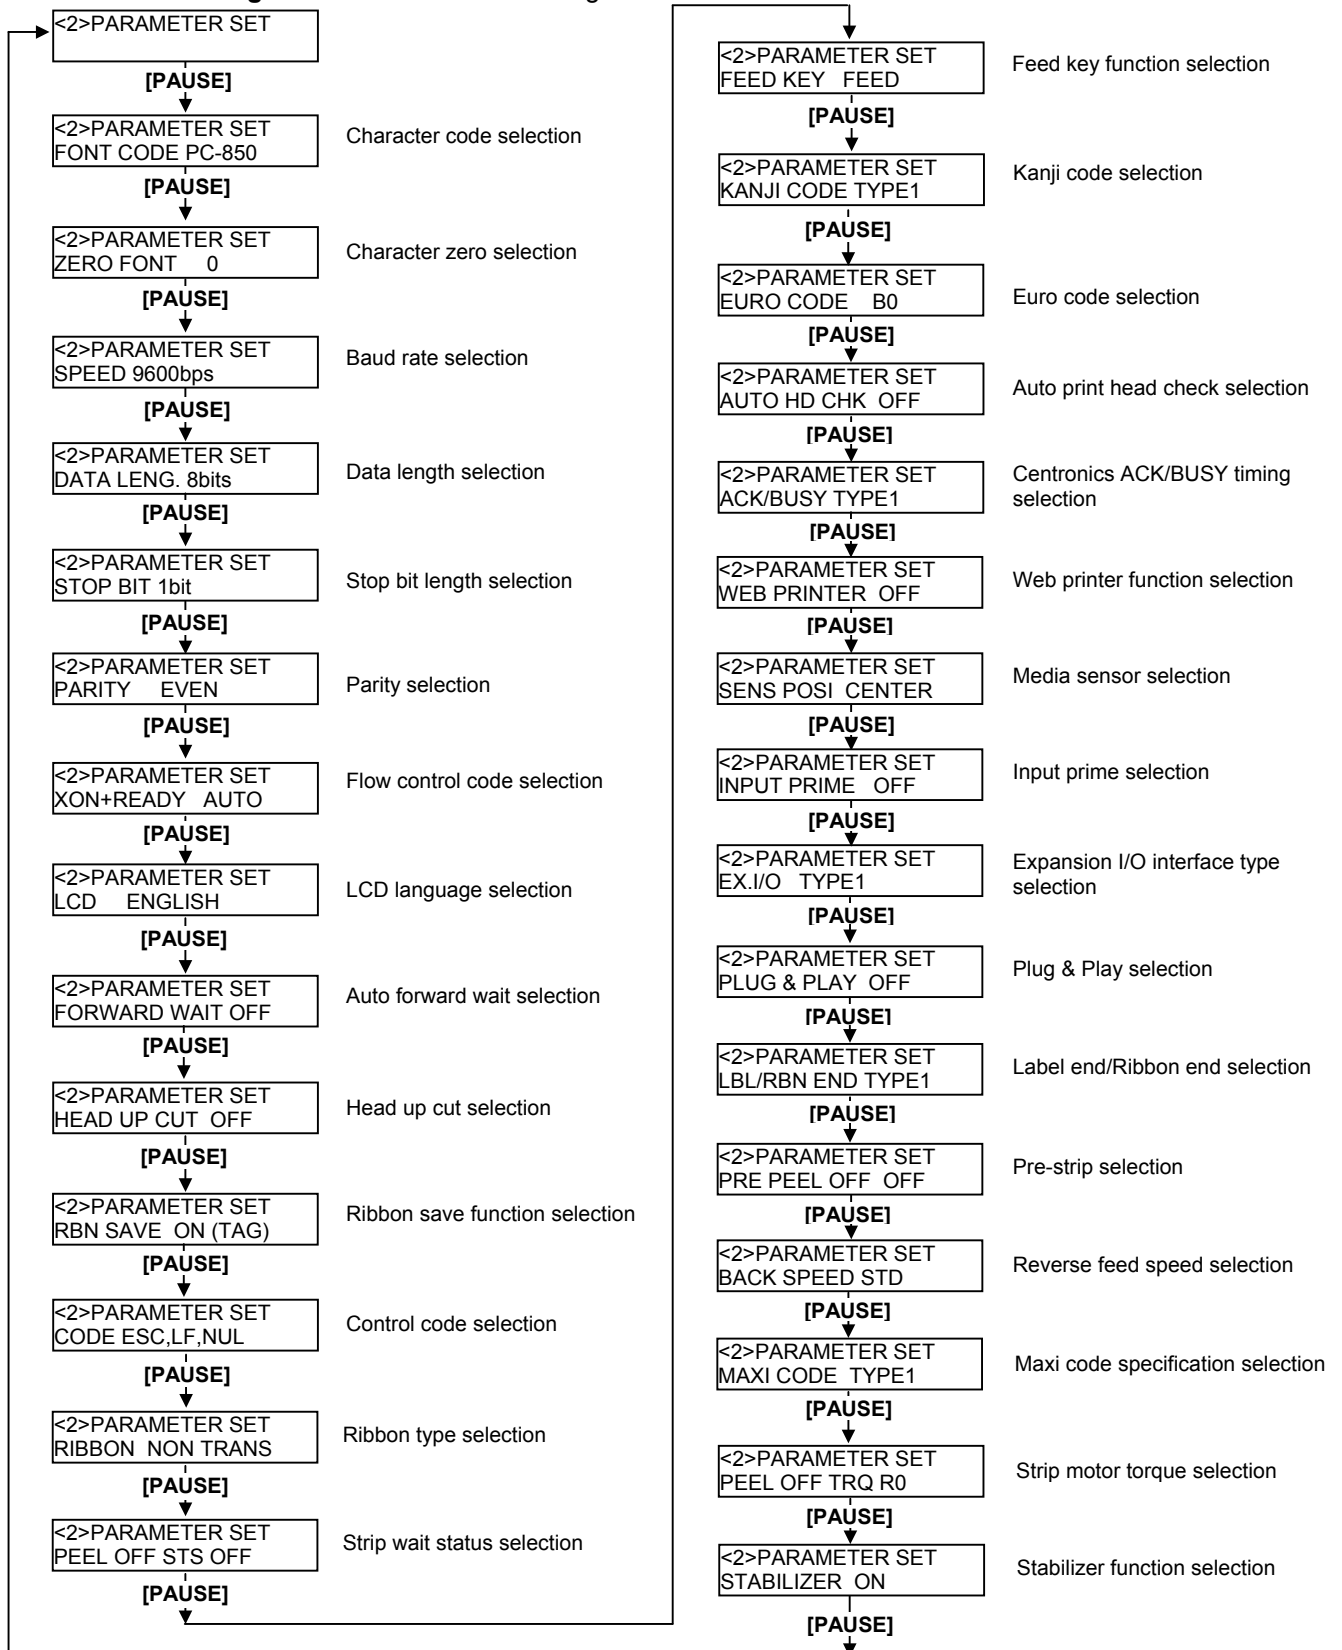 <2>PARAMETER SET
[PAUSE]
<2>PARAMETER SET
FONT CODE PC-850
Character code selection
[PAUSE]
<2>PARAMETER SET
ZERO FONT 0
Character zero selection
[PAUSE]
<2>PARAMETER SET
SPEED 9600bps
Baud rate selection
[PAUSE]
<2>PARAMETER SET
DATA LENG. 8bits
Data length selection
[PAUSE]
<2>PARAMETER SET
STOP BIT 1bit
Stop bit length selection
[PAUSE]
<2>PARAMETER SET
PARITY EVEN
Parity selection
[PAUSE]
<2>PARAMETER SET
XON+READY AUTO
Flow control code selection
[PAUSE]
<2>PARAMETER SET
LCD ENGLISH
LCD language selection
[PAUSE]
<2>PARAMETER SET
FORWARD WAIT OFF
Auto forward wait selection
[PAUSE]
<2>PARAMETER SET
HEAD UP CUT OFF
Head up cut selection
[PAUSE]
<2>PARAMETER SET
RBN SAVE ON (TAG)
Ribbon save function selection
[PAUSE]
<2>PARAMETER SET
CODE ESC,LF,NUL
Control code selection
[PAUSE]
<2>PARAMETER SET
RIBBON NON TRANS
Ribbon type selection
[PAUSE]
<2>PARAMETER SET
PEEL OFF STS OFF
Strip wait status selection
[PAUSE]
<2>PARAMETER SET
FEED KEY FEED
Feed key function selection
[PAUSE]
<2>PARAMETER SET
KANJI CODE TYPE1
Kanji code selection
[PAUSE]
<2>PARAMETER SET
EURO CODE B0
Euro code selection
[PAUSE]
<2>PARAMETER SET
AUTO HD CHK OFF
Auto print head check selection
[PAUSE]
<2>PARAMETER SET
ACK/BUSY TYPE1
Centronics ACK/BUSY timing
selection
[PAUSE]
<2>PARAMETER SET
WEB PRINTER OFF
Web printer function selection
[PAUSE]
<2>PARAMETER SET
SENS POSI CENTER
Media sensor selection
[PAUSE]
<2>PARAMETER SET
INPUT PRIME OFF
Input prime selection
[PAUSE]
<2>PARAMETER SET
EX.I/O TYPE1
Expansion I/O interface type
selection
[PAUSE]
<2>PARAMETER SET
PLUG & PLAY OFF
Plug & Play selection
[PAUSE]
<2>PARAMETER SET
LBL/RBN END TYPE1
Label end/Ribbon end selection
[PAUSE]
<2>PARAMETER SET
PRE PEEL OFF OFF
Pre-strip selection
[PAUSE]
<2>PARAMETER SET
BACK SPEED STD
Reverse feed speed selection
[PAUSE]
<2>PARAMETER SET
MAXI CODE TYPE1
Maxi code specification selection
[PAUSE]
<2>PARAMETER SET
PEEL OFF TRQ R0
Strip motor torque selection
[PAUSE]
<2>PARAMETER SET
STABILIZER ON
Stabilizer function selection
[PAUSE]